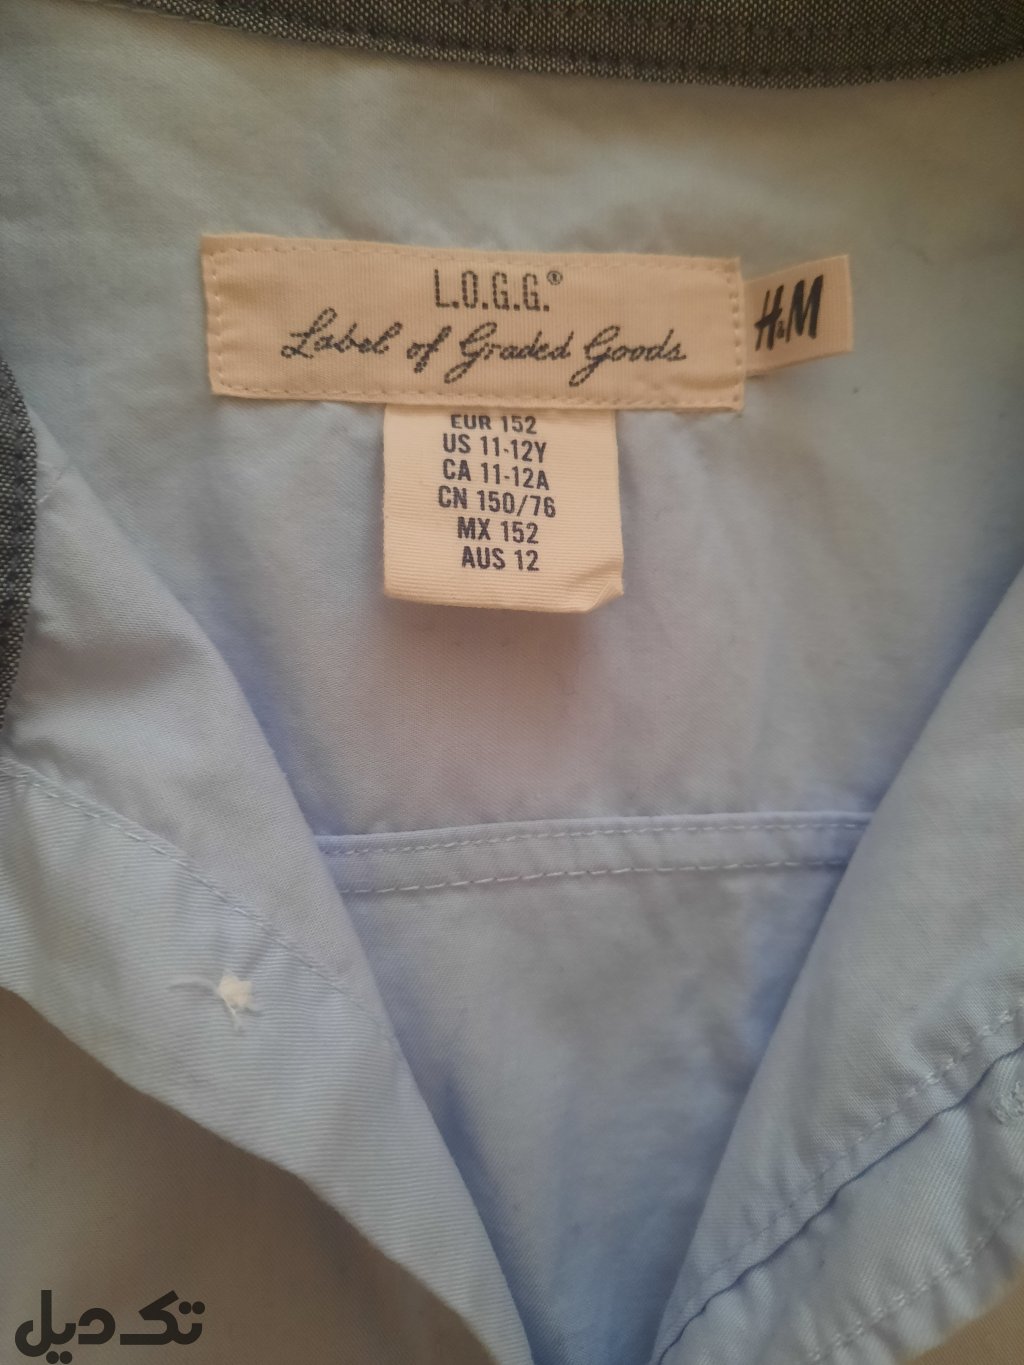 L.O.G.G.®
Label of Graded Goods
H&M
EUR 152
US 11-12Y
CA 11-12A
CN 150/76
MX 152
AUS 12
تک دیل